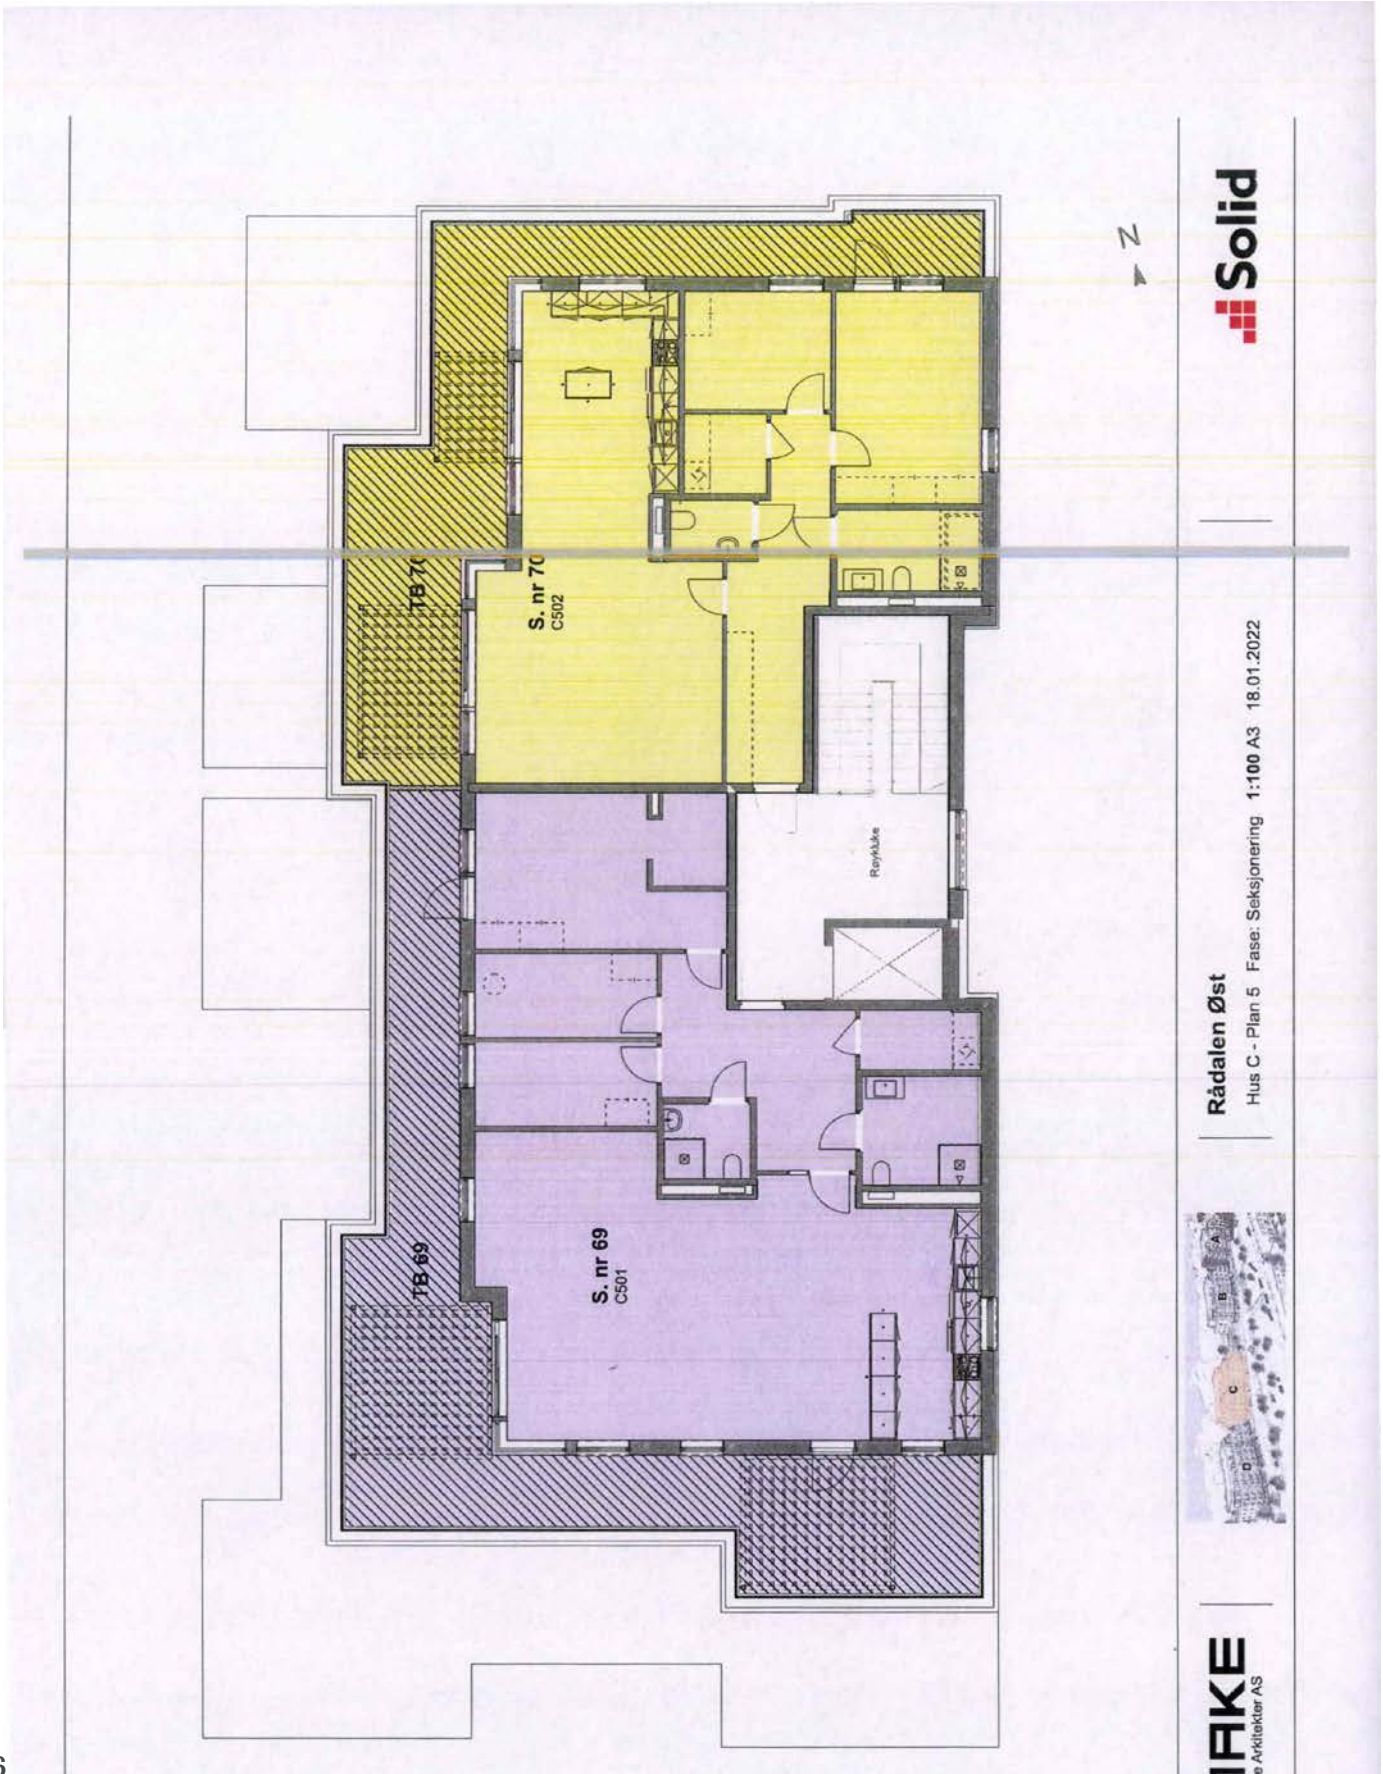 Solid
N
TB 70
S. nr 70
C502
Røykluke
TB 69
S. nr 69
C501
Rådalen Øst
Hus C - Plan 5 Fase: Seksjonering 1:100 A3 18.01.2022
A
B
C
D
Arkitekter AS